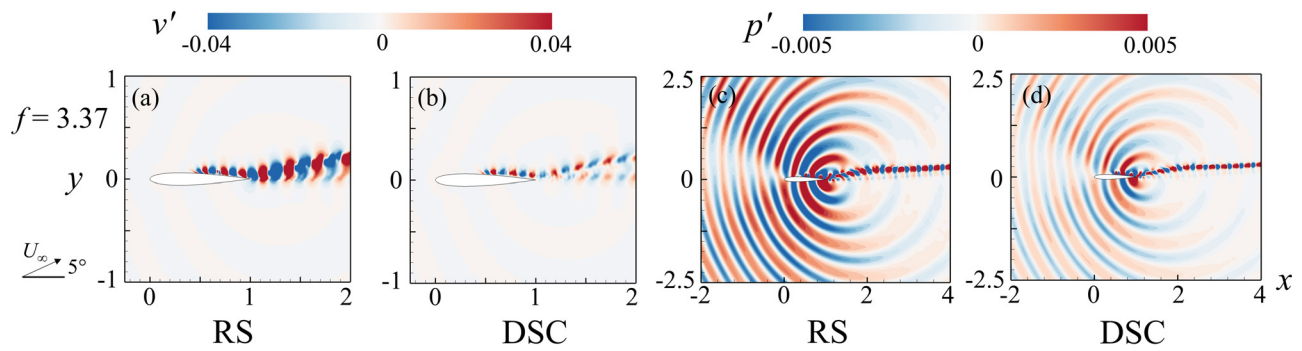 v′
-0.04 0 0.04
p′
-0.005 0 0.005
f = 3.37
y
U∞ 5°
(a)
1
0
-1
0 1 2
RS
(b)
1
0
-1
0 1 2
DSC
(c)
2.5
0
-2.5
-2 0 2 4
RS
(d)
2.5
0
-2.5
-2 0 2 4
x
DSC